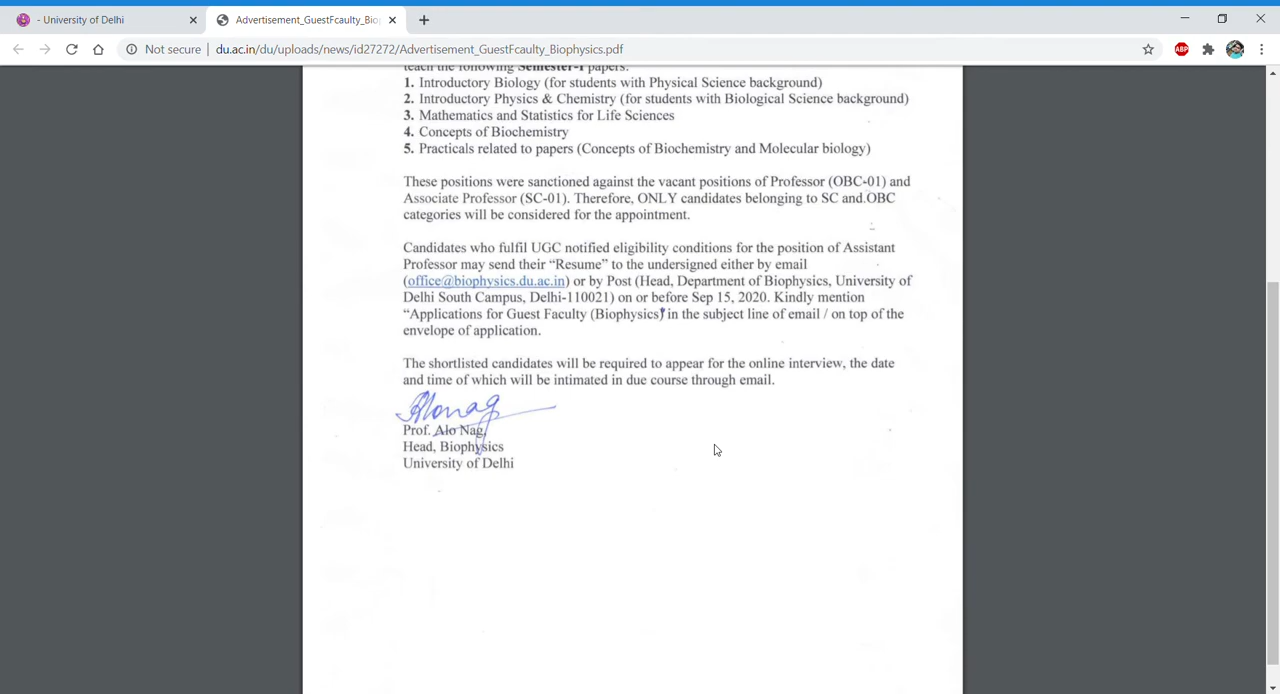 - University of Delhi
Advertisement_GuestFcaulty_Bio
Not secure
du.ac.in/du/uploads/news/id27272/Advertisement_GuestFcaulty_Biophysics.pdf
ABP
teach the following Semester-I papers:
1. Introductory Biology (for students with Physical Science background)
2. Introductory Physics & Chemistry (for students with Biological Science background)
3. Mathematics and Statistics for Life Sciences
4. Concepts of Biochemistry
5. Practicals related to papers (Concepts of Biochemistry and Molecular biology)
These positions were sanctioned against the vacant positions of Professor (OBC-01) and
Associate Professor (SC-01). Therefore, ONLY candidates belonging to SC and OBC
categories will be considered for the appointment.
Candidates who fulfil UGC notified eligibility conditions for the position of Assistant
Professor may send their “Resume” to the undersigned either by email
(office@biophysics.du.ac.in) or by Post (Head, Department of Biophysics, University of
Delhi South Campus, Delhi-110021) on or before Sep 15, 2020. Kindly mention
“Applications for Guest Faculty (Biophysics)” in the subject line of email / on top of the
envelope of application.
The shortlisted candidates will be required to appear for the online interview, the date
and time of which will be intimated in due course through email.
Alonag
Prof. Alo Nag,
Head, Biophysics
University of Delhi